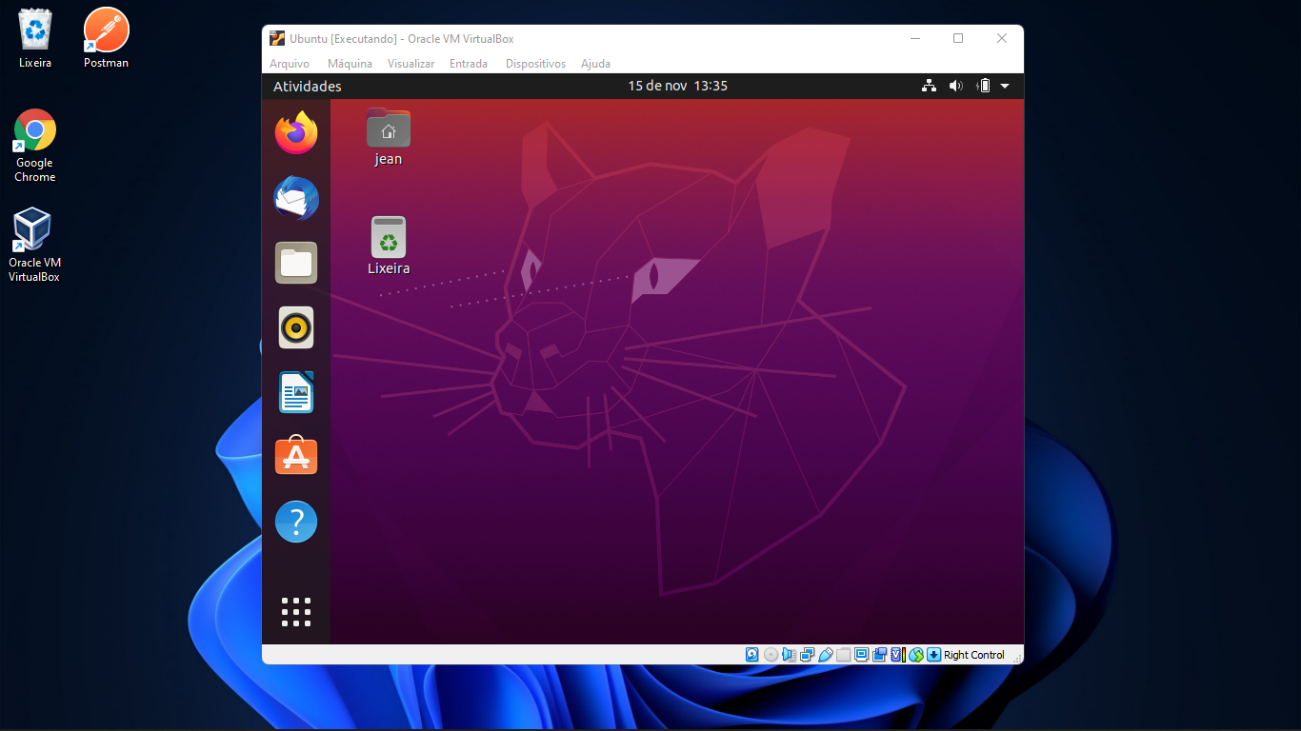 Lixeira
Postman
Google
Chrome
Oracle VM
VirtualBox
Ubuntu [Executando] - Oracle VM VirtualBox
Arquivo Máquina Visualizar Entrada Dispositivos Ajuda
Atividades 15 de nov 13:35
jean
Lixeira
Right Control